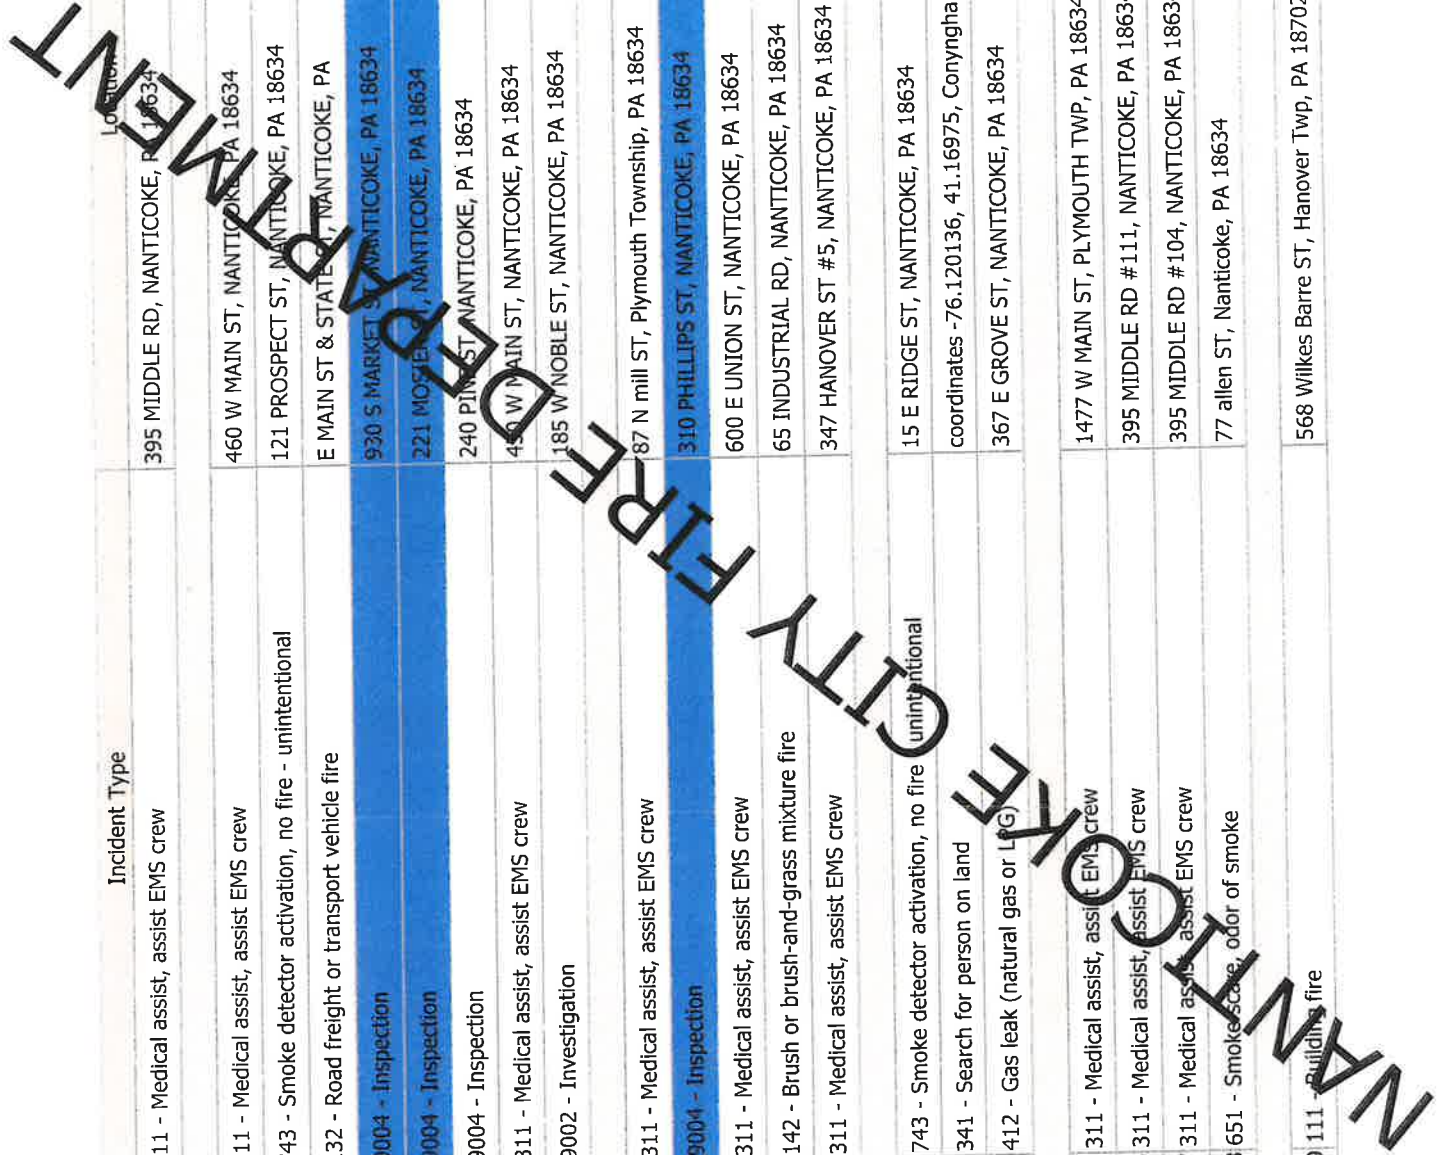 Incident Type
11 - Medical assist, assist EMS crew 395 MIDDLE RD, NANTICOKE, 18634
11 - Medical assist, assist EMS crew 460 W MAIN ST, NANTICOKE, PA 18634
43 - Smoke detector activation, no fire - unintentional 121 PROSPECT ST, NANTICOKE, PA 18634
32 - Road freight or transport vehicle fire E MAIN ST & STATE NANTICOKE, PA
9004 - Inspection 930 S MARKET ST, NANTICOKE, PA 18634
9004 - Inspection 221 NANTICOKE, PA 18634
9004 - Inspection 240 ST, NANTICOKE, PA 18634
311 - Medical assist, assist EMS crew W MAIN ST, NANTICOKE, PA 18634
9002 - Investigation 185 W NOBLE ST, NANTICOKE, PA 18634
311 - Medical assist, assist EMS crew 87 N mill ST, Plymouth Township, PA 18634
9004 - Inspection 310 PHILLIPS ST, NANTICOKE, PA 18634
311 - Medical assist, assist EMS crew 600 E UNION ST, NANTICOKE, PA 18634
142 - Brush or brush-and-grass mixture fire 65 INDUSTRIAL RD, NANTICOKE, PA 18634
311 - Medical assist, assist EMS crew 347 HANOVER ST #5, NANTICOKE, PA 18634
743 - Smoke detector activation, no fire unintentional 15 E RIDGE ST, NANTICOKE, PA 18634
341 - Search for person on land coordinates -76.120136, 41.16975, Conyngha
412 - Gas leak (natural gas or LPG) 367 E GROVE ST, NANTICOKE, PA 18634
311 - Medical assist, assist EMS crew 1477 W MAIN ST, PLYMOUTH TWP, PA 18634
311 - Medical assist, assist EMS crew 395 MIDDLE RD #111, NANTICOKE, PA 1863
311 - Medical assist, assist EMS crew 395 MIDDLE RD #104, NANTICOKE, PA 1863
651 - Smoke scare, odor of smoke 77 allen ST, Nanticoke, PA 18634
111 - Building fire 568 Wilkes Barre ST, Hanover Twp, PA 18702
NANTICOKE CITY FIRE DEPARTMENT